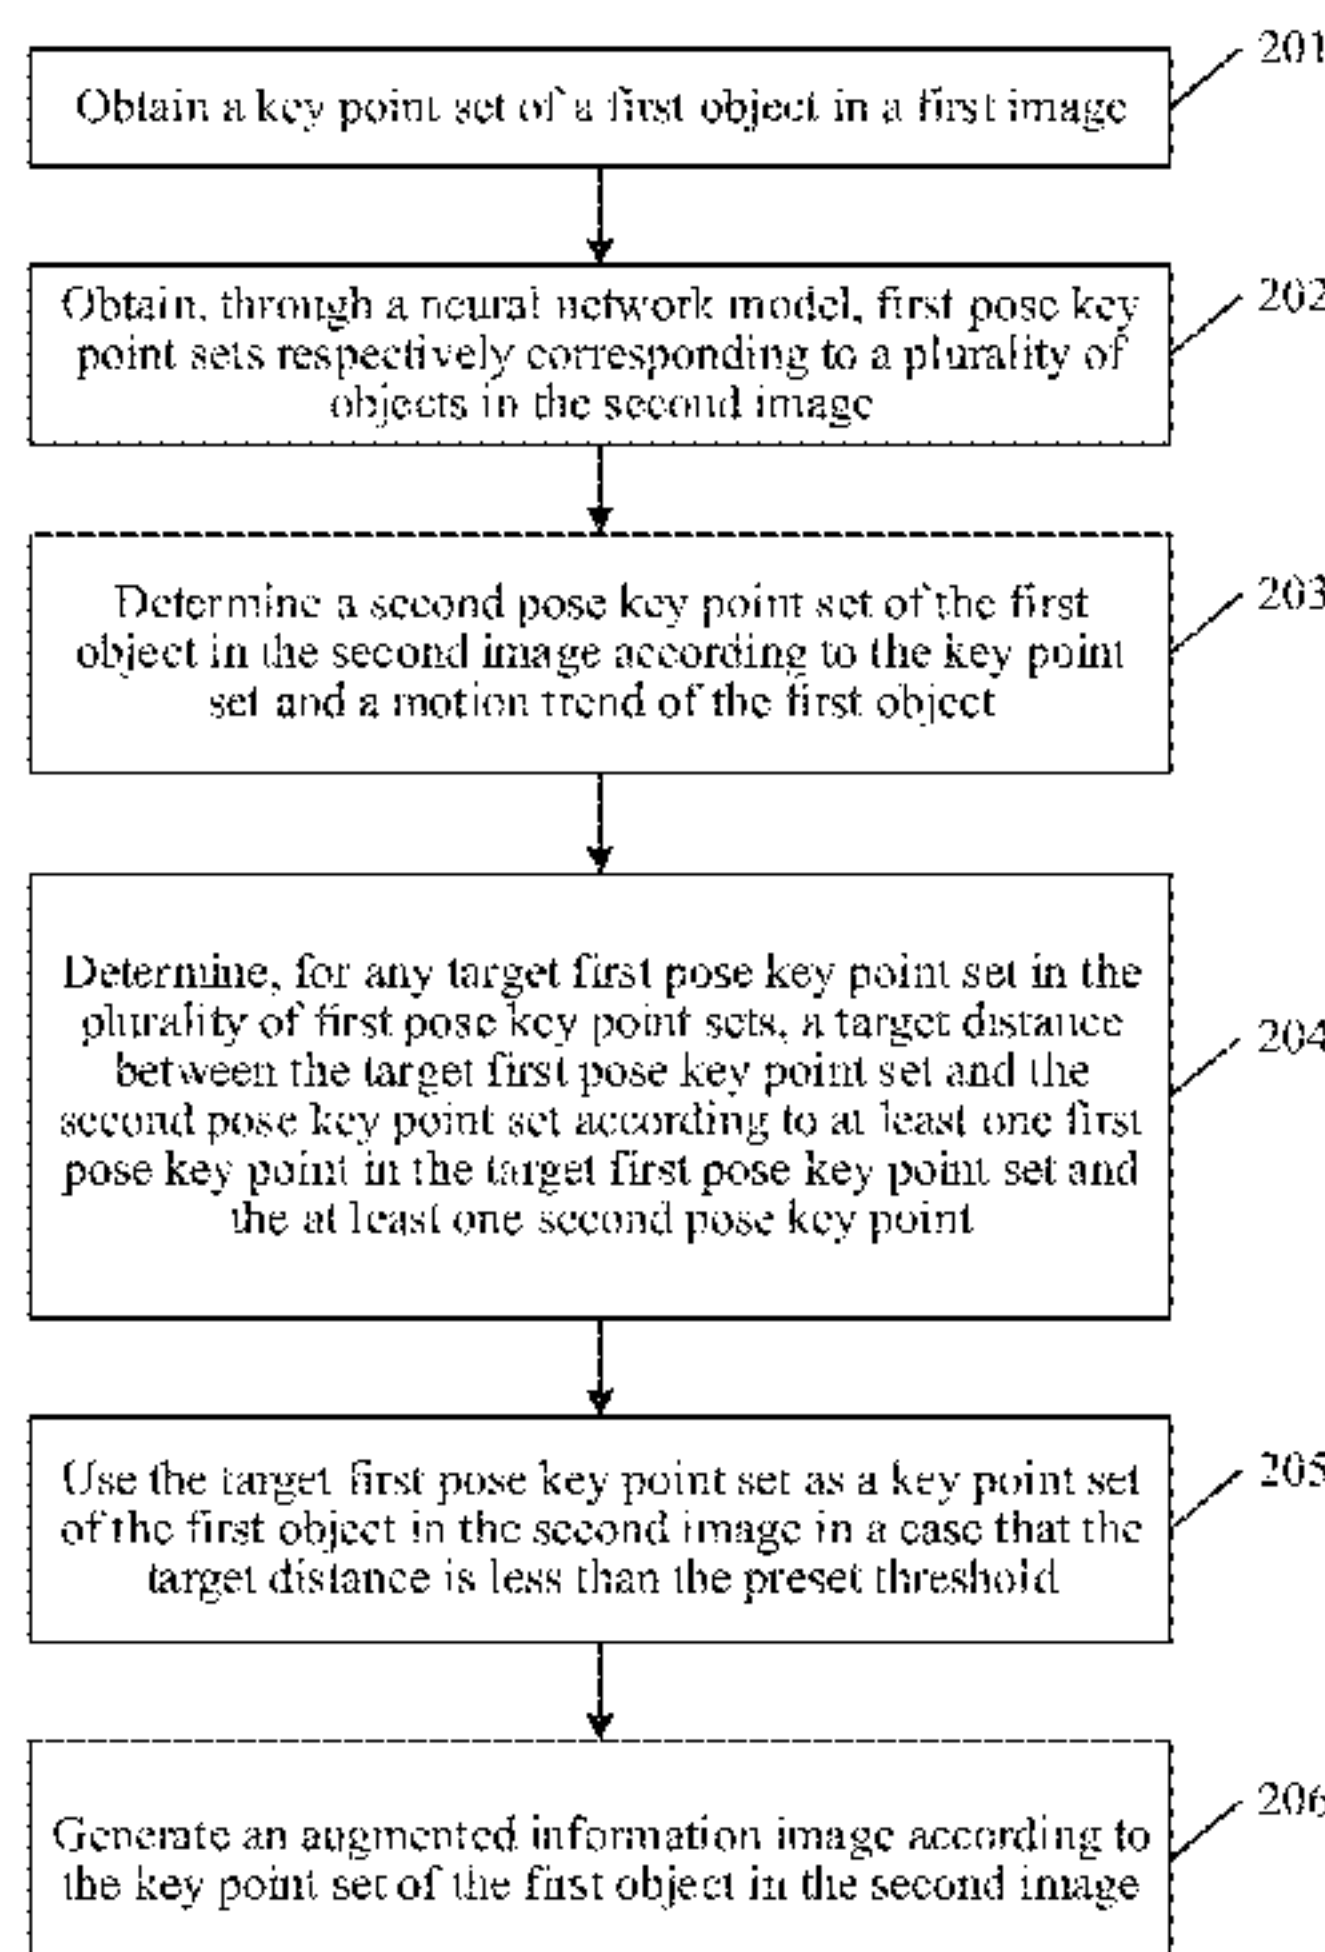 201
Obtain a key point set of a first object in a first image
202
Obtain, through a neural network model, first pose key
point sets respectively corresponding to a plurality of
objects in the second image
203
Determine a second pose key point set of the first
object in the second image according to the key point
set and a motion trend of the first object
204
Determine, for any target first pose key point set in the
plurality of first pose key point sets, a target distance
between the target first pose key point set and the
second pose key point set according to at least one first
pose key point in the target first pose key point set and
the at least one second pose key point
205
Use the target first pose key point set as a key point set
of the first object in the second image in a case that the
target distance is less than the preset threshold
206
Generate an augmented information image according to
the key point set of the first object in the second image